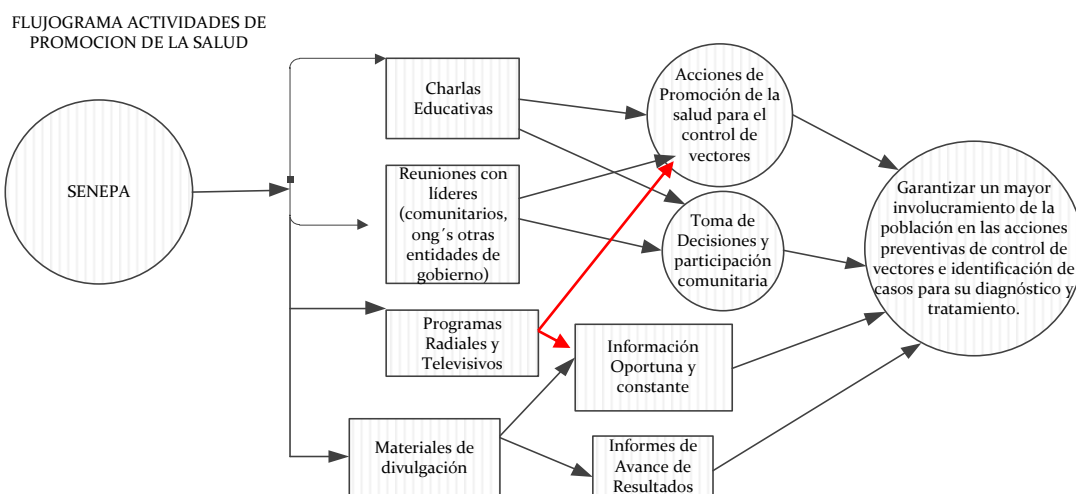 FLUJOGRAMA ACTIVIDADES DE
PROMOCION DE LA SALUD
SENEPA
Charlas
Educativas
Reuniones con
líderes
(comunitarios,
ong´s otras
entidades de
gobierno)
Programas
Radiales y
Televisivos
Materiales de
divulgación
Acciones de
Promoción de la
salud para el
control de
vectores
Toma de
Decisiones y
participación
comunitaria
Información
Oportuna y
constante
Informes de
Avance de
Resultados
Garantizar un mayor
involucramiento de la
población en las acciones
preventivas de control de
vectores e identificación de
casos para su diagnóstico y
tratamiento.